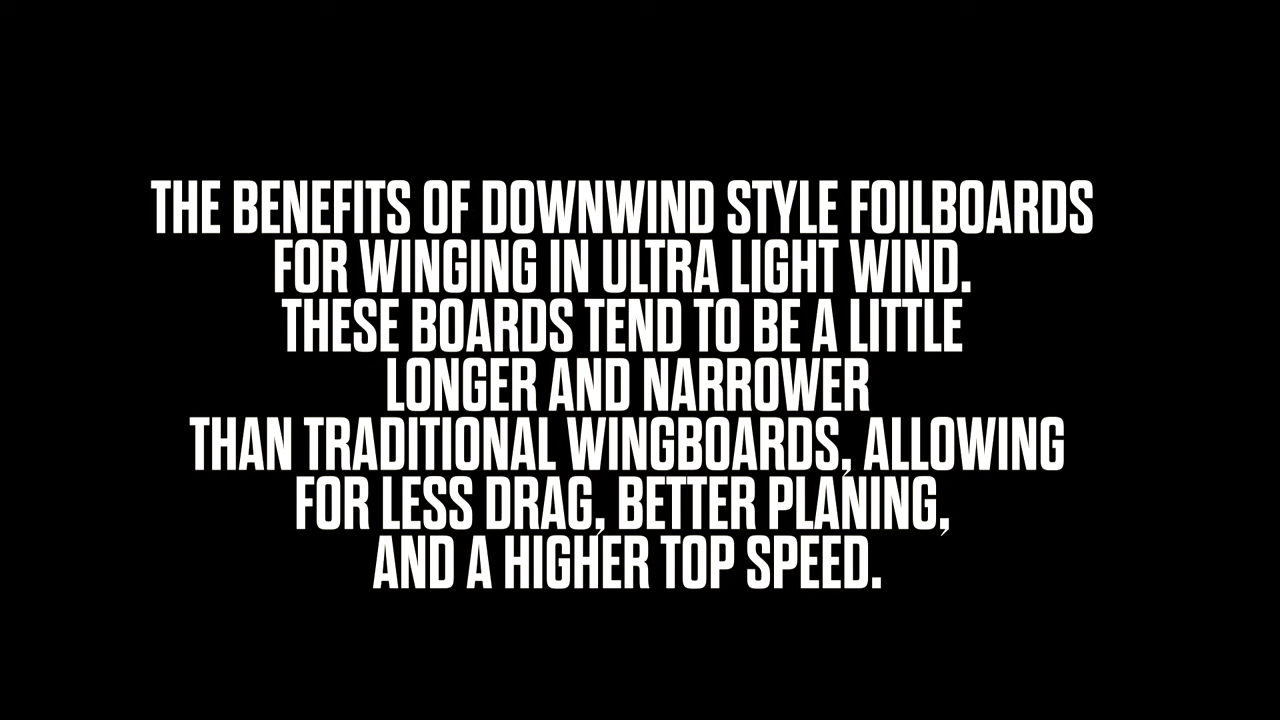 THE BENEFITS OF DOWNWIND STYLE FOILBOARDS
FOR WINGING IN ULTRA LIGHT WIND.
THESE BOARDS TEND TO BE A LITTLE
LONGER AND NARROWER
THAN TRADITIONAL WINGBOARDS, ALLOWING
FOR LESS DRAG, BETTER PLANING,
AND A HIGHER TOP SPEED.